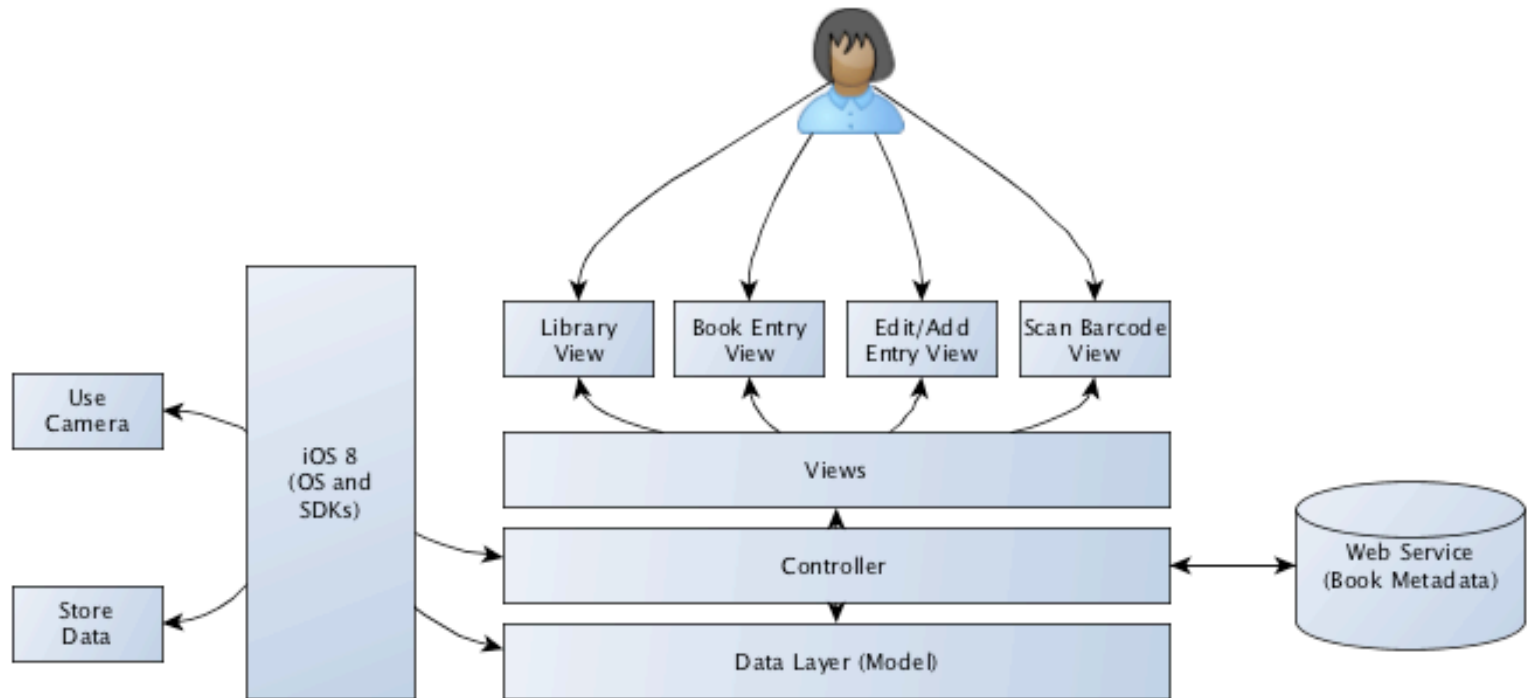 Library
View
Book Entry
View
Edit/Add
Entry View
Scan Barcode
View
Use
Camera
iOS 8
(OS and
SDKs)
Views
Controller
Web Service
(Book Metadata)
Store
Data
Data Layer (Model)